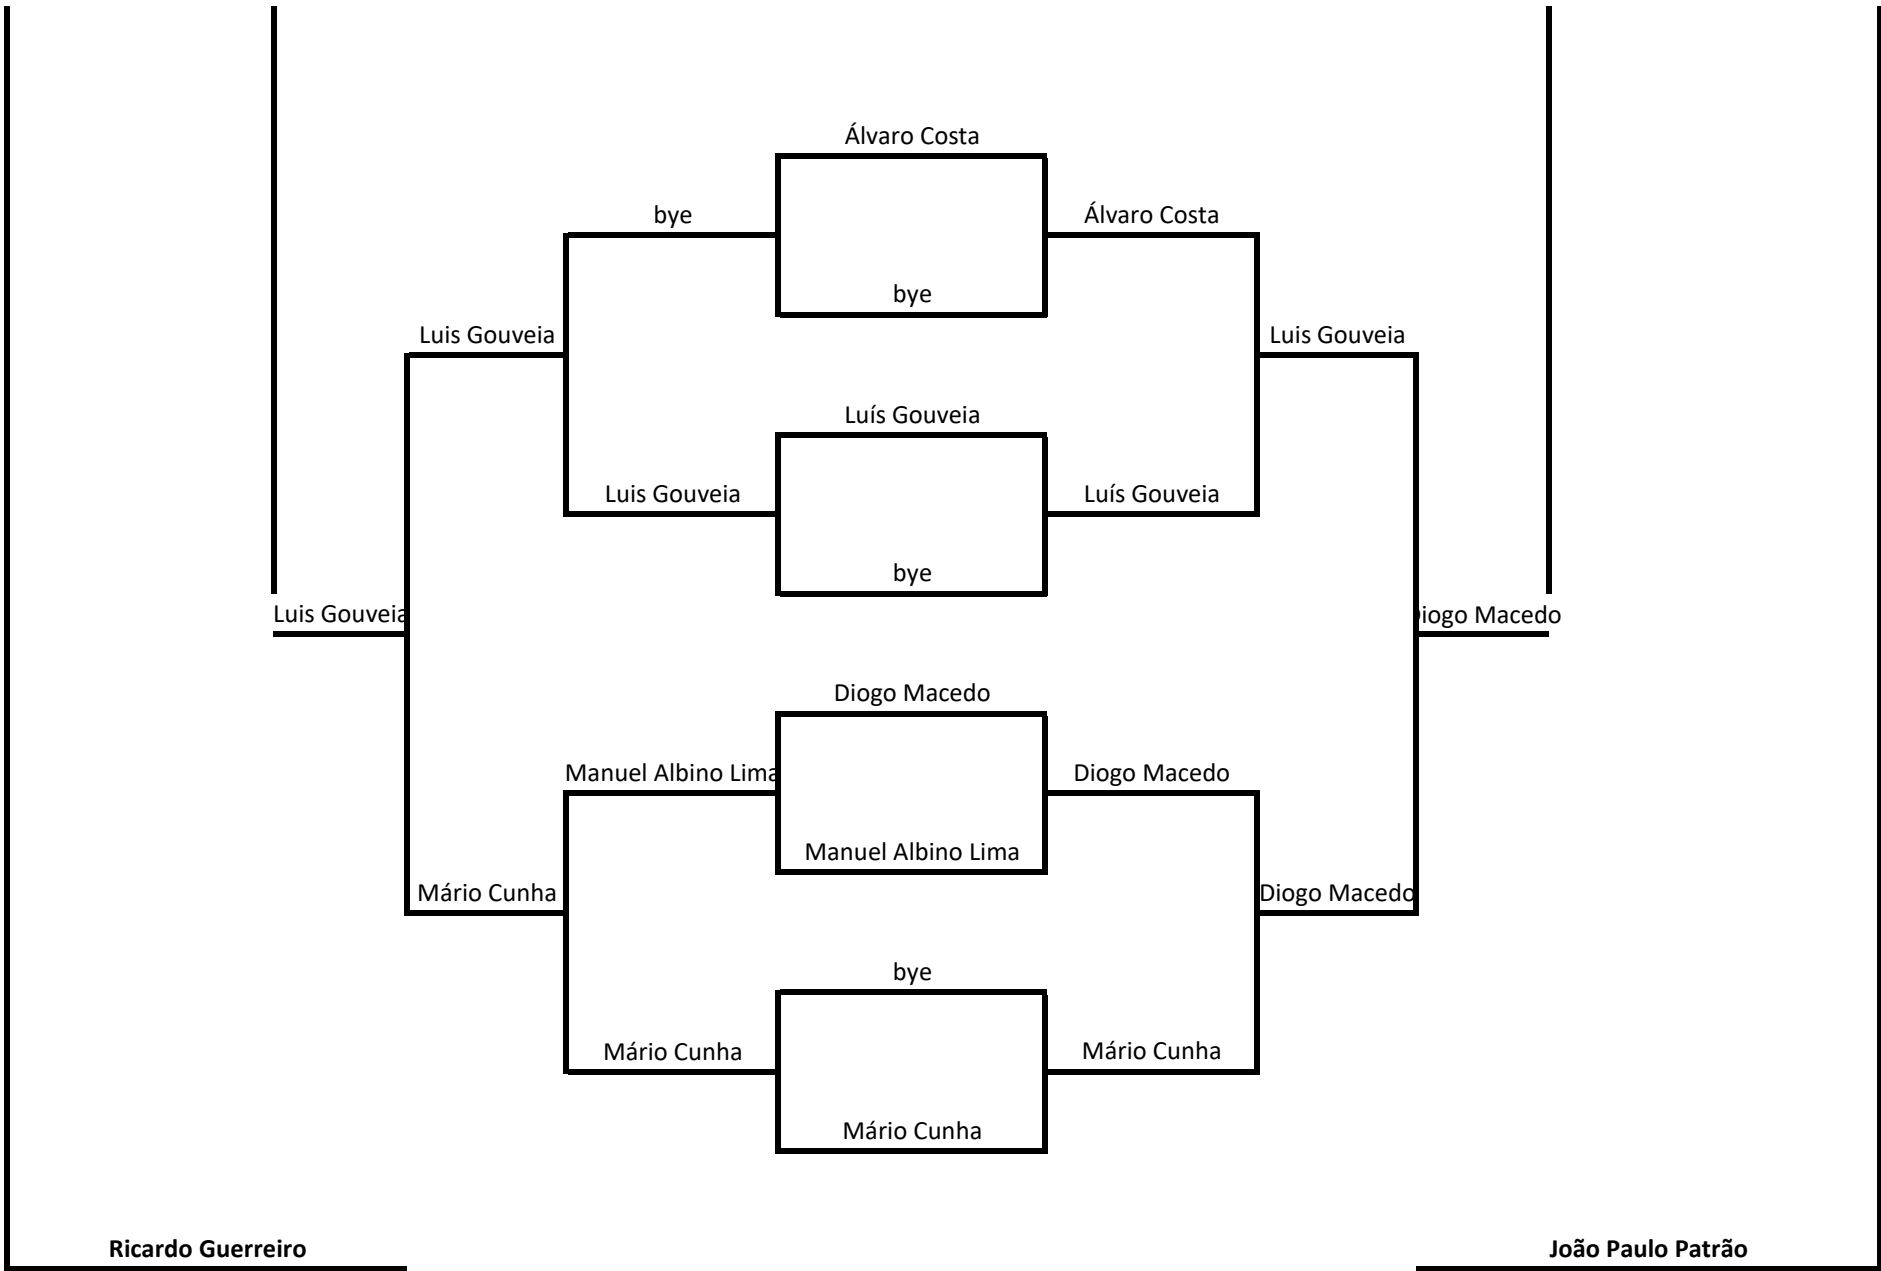 Álvaro Costa
bye
Álvaro Costa
bye
Luis Gouveia
Luis Gouveia
Luís Gouveia
Luis Gouveia
Luís Gouveia
bye
Luis Gouveia
Diogo Macedo
Diogo Macedo
Manuel Albino Lima
Diogo Macedo
Manuel Albino Lima
Mário Cunha
Diogo Macedo
bye
Mário Cunha
Mário Cunha
Mário Cunha
Ricardo Guerreiro
João Paulo Patrão